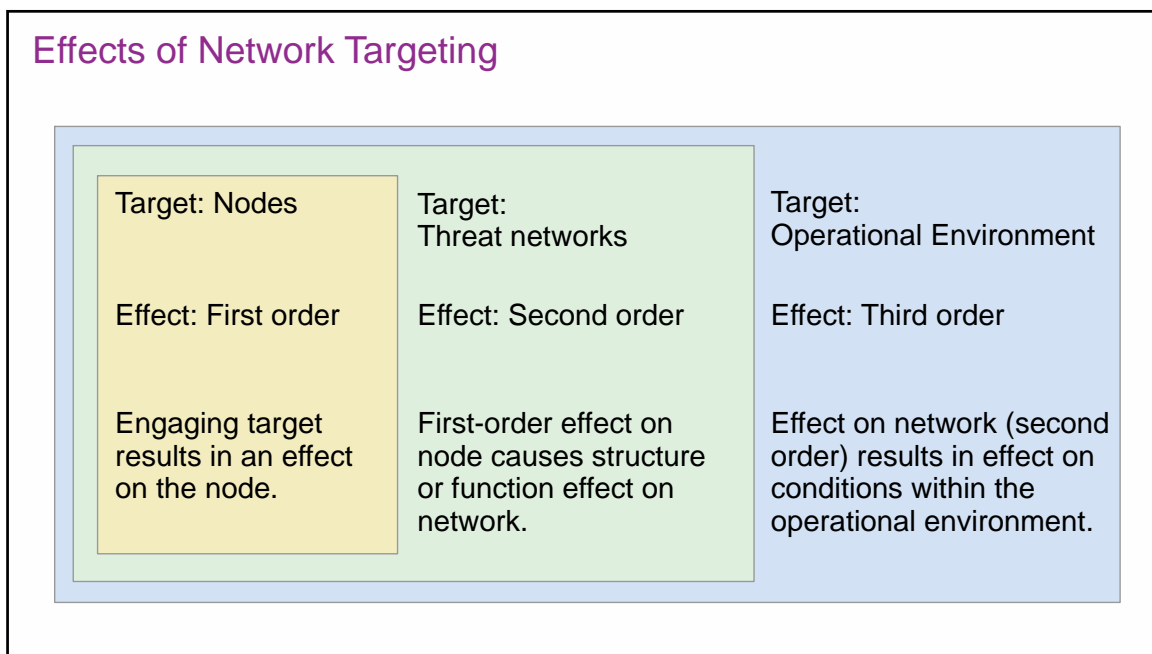 Effects of Network Targeting
Target: Nodes
Effect: First order
Engaging target
results in an effect
on the node.
Target:
Threat networks
Effect: Second order
First-order effect on
node causes structure
or function effect on
network.
Target:
Operational Environment
Effect: Third order
Effect on network (second
order) results in effect on
conditions within the
operational environment.